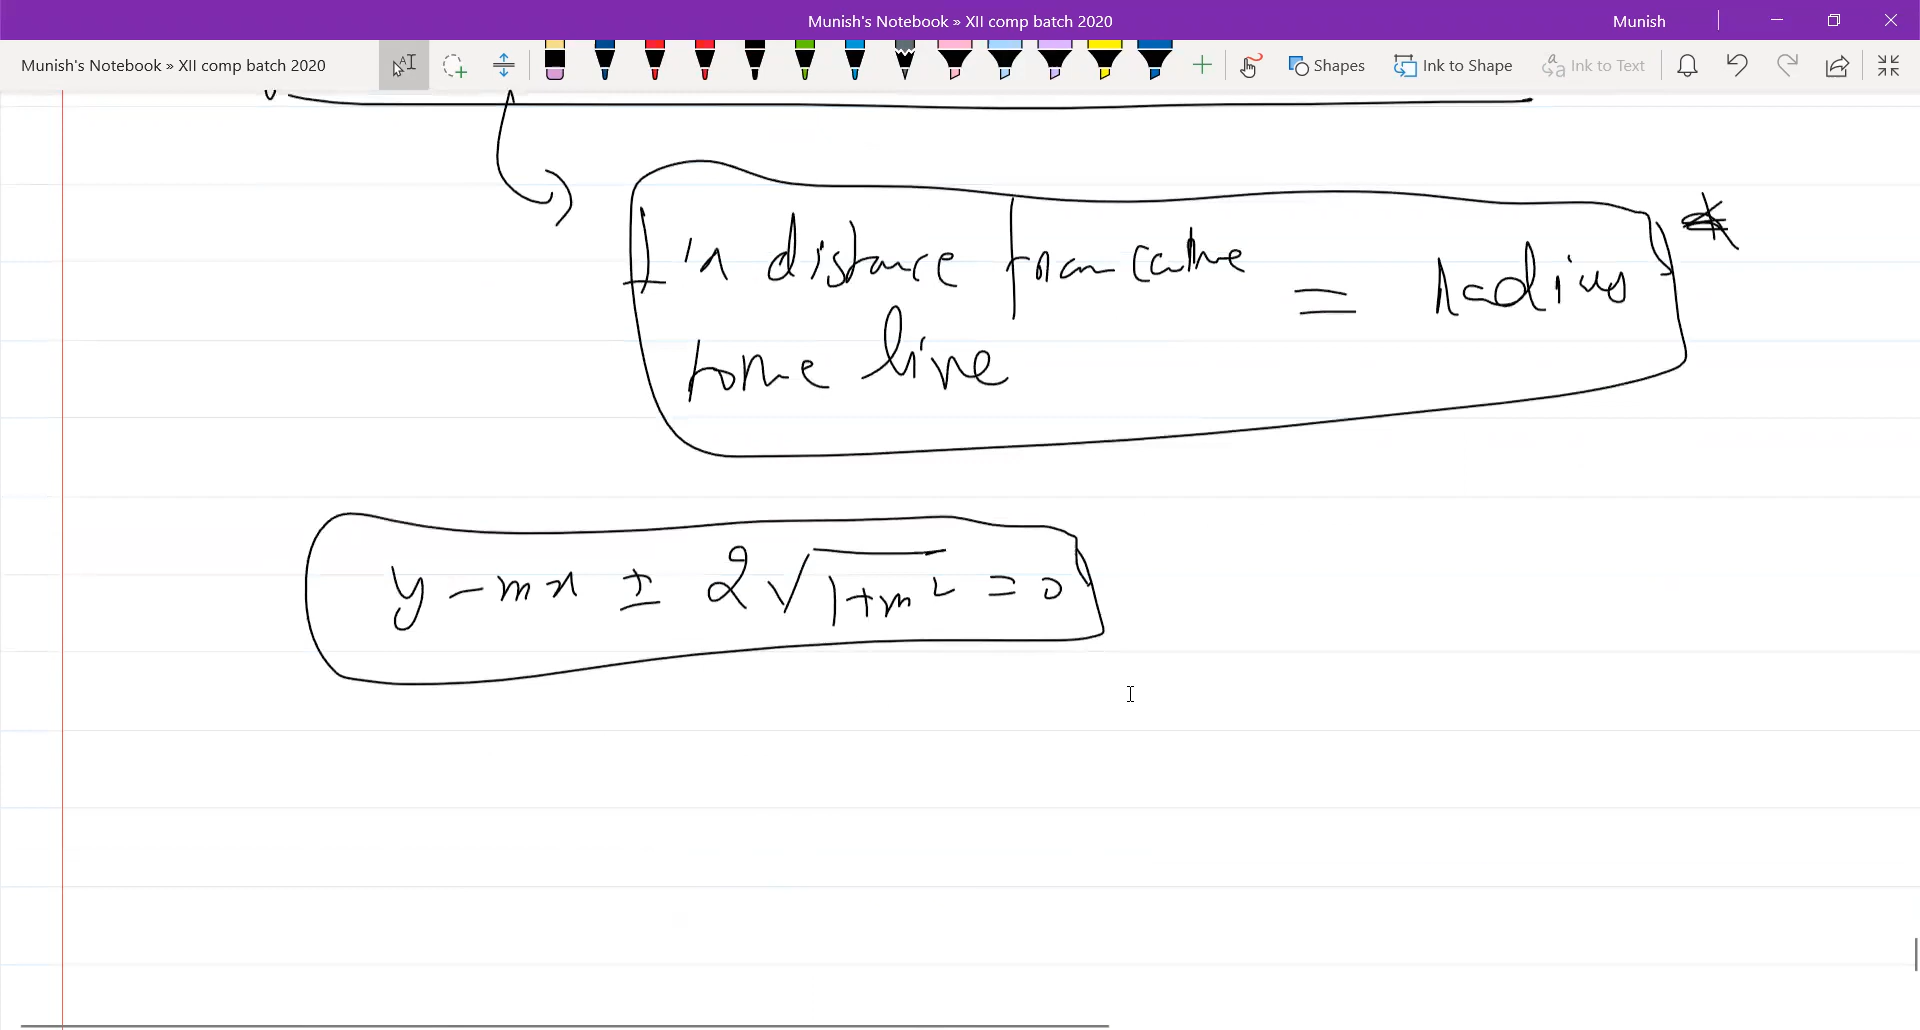 Munish's Notebook » XII comp batch 2020
Munish
Munish's Notebook » XII comp batch 2020
Shapes
Ink to Shape
Ink to Text
⊥'r distance from centre
to the line
= radius
y - mx ± 2√(1+m²) = 0